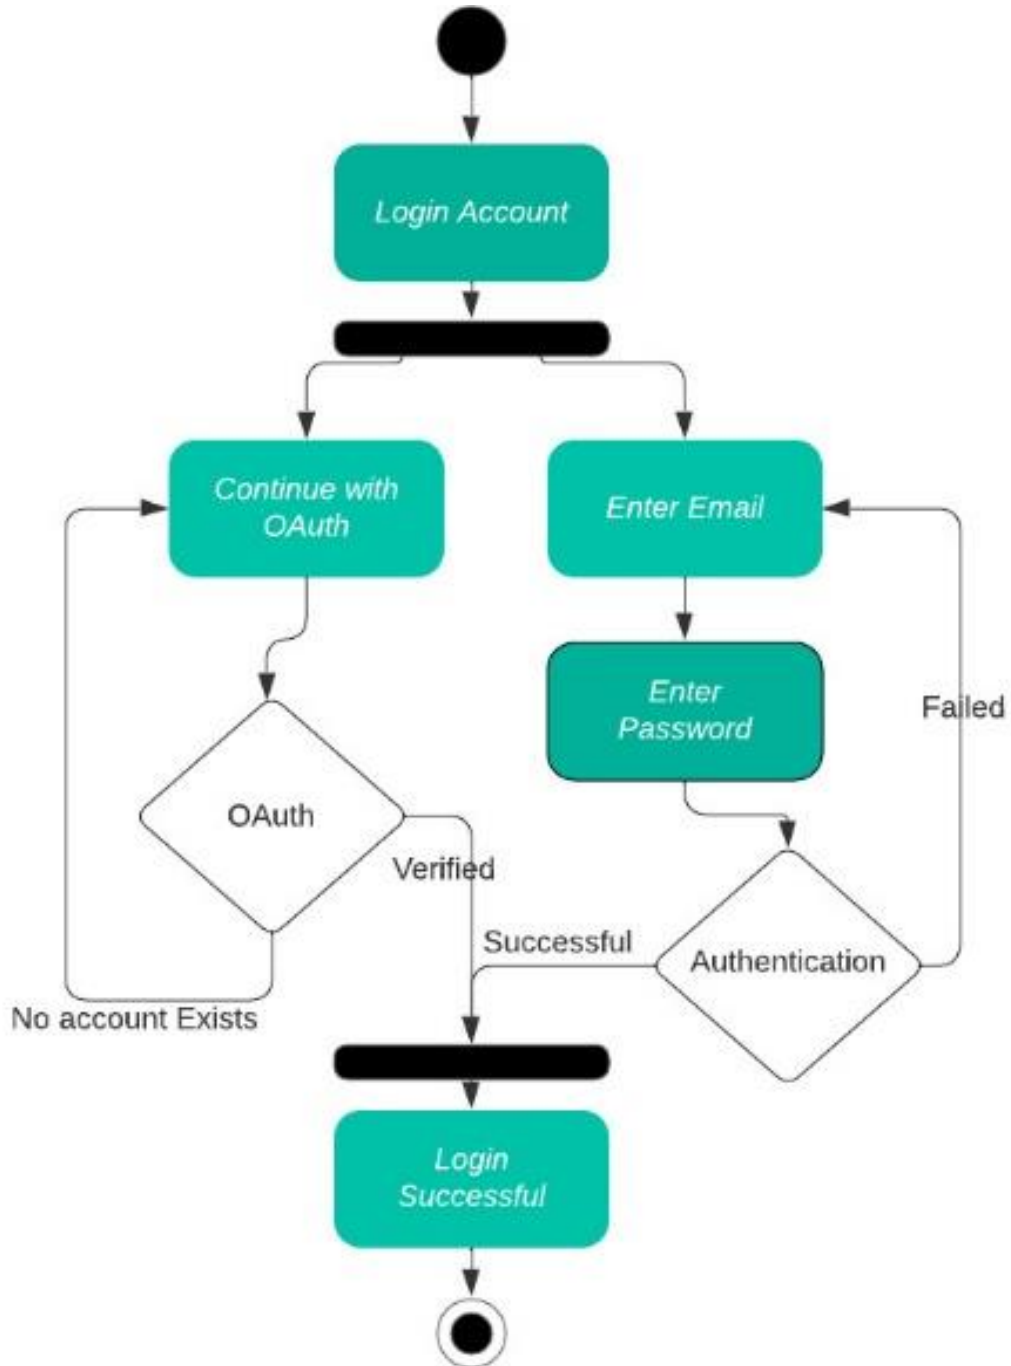 Login Account
Continue with
OAuth
Enter Email
Enter
Password
Failed
OAuth
Verified
Successful
Authentication
No account Exists
Login
Successful